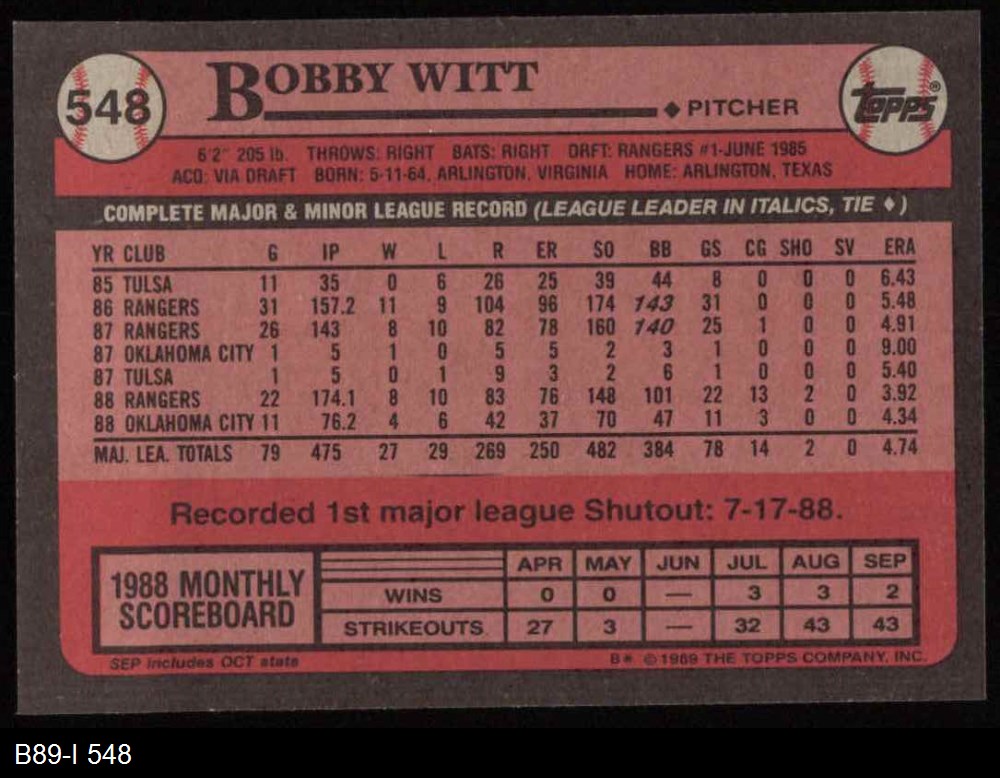 548
BOBBY WITT
◆ PITCHER
Topps®
6'2" 205 lb. THROWS: RIGHT BATS: RIGHT DRFT: RANGERS #1-JUNE 1985
ACQ: VIA DRAFT BORN: 5-11-64, ARLINGTON, VIRGINIA HOME: ARLINGTON, TEXAS
COMPLETE MAJOR & MINOR LEAGUE RECORD (LEAGUE LEADER IN ITALICS, TIE ♦)
YR CLUB G IP W L R ER SO BB GS CG SHO SV ERA
85 TULSA 11 35 0 6 26 25 39 44 8 0 0 0 6.43
86 RANGERS 31 157.2 11 9 104 96 174 143 31 0 0 0 5.48
87 RANGERS 26 143 8 10 82 78 160 140 25 1 0 0 4.91
87 OKLAHOMA CITY 1 5 1 0 5 5 2 3 1 0 0 0 9.00
87 TULSA 1 5 0 1 9 3 2 6 1 0 0 0 5.40
88 RANGERS 22 174.1 8 10 83 76 148 101 22 13 2 0 3.92
88 OKLAHOMA CITY 11 76.2 4 6 42 37 70 47 11 3 0 0 4.34
MAJ. LEA. TOTALS 79 475 27 29 269 250 482 384 78 14 2 0 4.74
Recorded 1st major league Shutout: 7-17-88.
1988 MONTHLY
SCOREBOARD
APR MAY JUN JUL AUG SEP
WINS 0 0 — 3 3 2
STRIKEOUTS 27 3 — 32 43 43
SEP includes OCT stats
B* © 1989 THE TOPPS COMPANY, INC.
B89-I 548